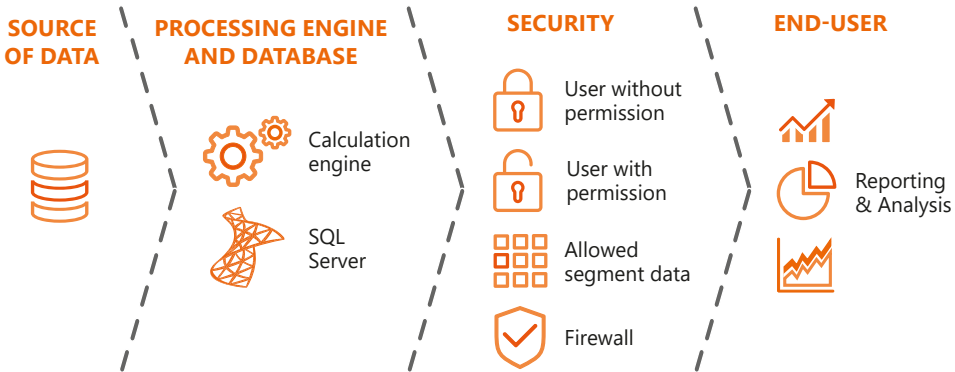 SOURCE
OF DATA
PROCESSING ENGINE
AND DATABASE
Calculation
engine
SQL
Server
SECURITY
User without
permission
User with
permission
Allowed
segment data
Firewall
END-USER
Reporting
& Analysis